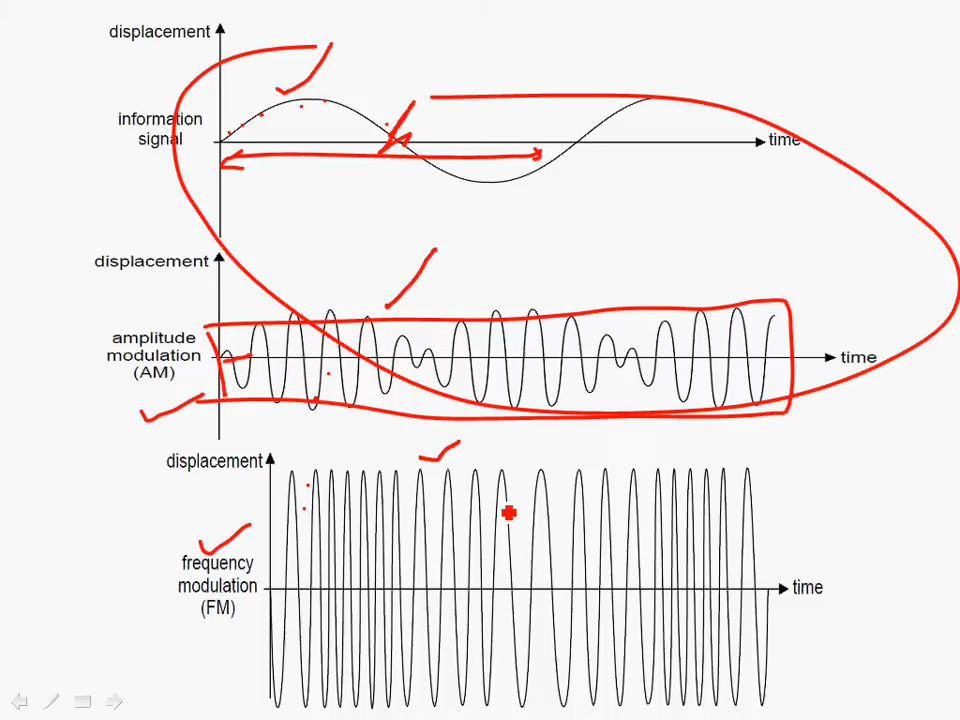 displacement
information
signal
time
displacement
amplitude
modulation
(AM)
time
displacement
frequency
modulation
(FM)
time